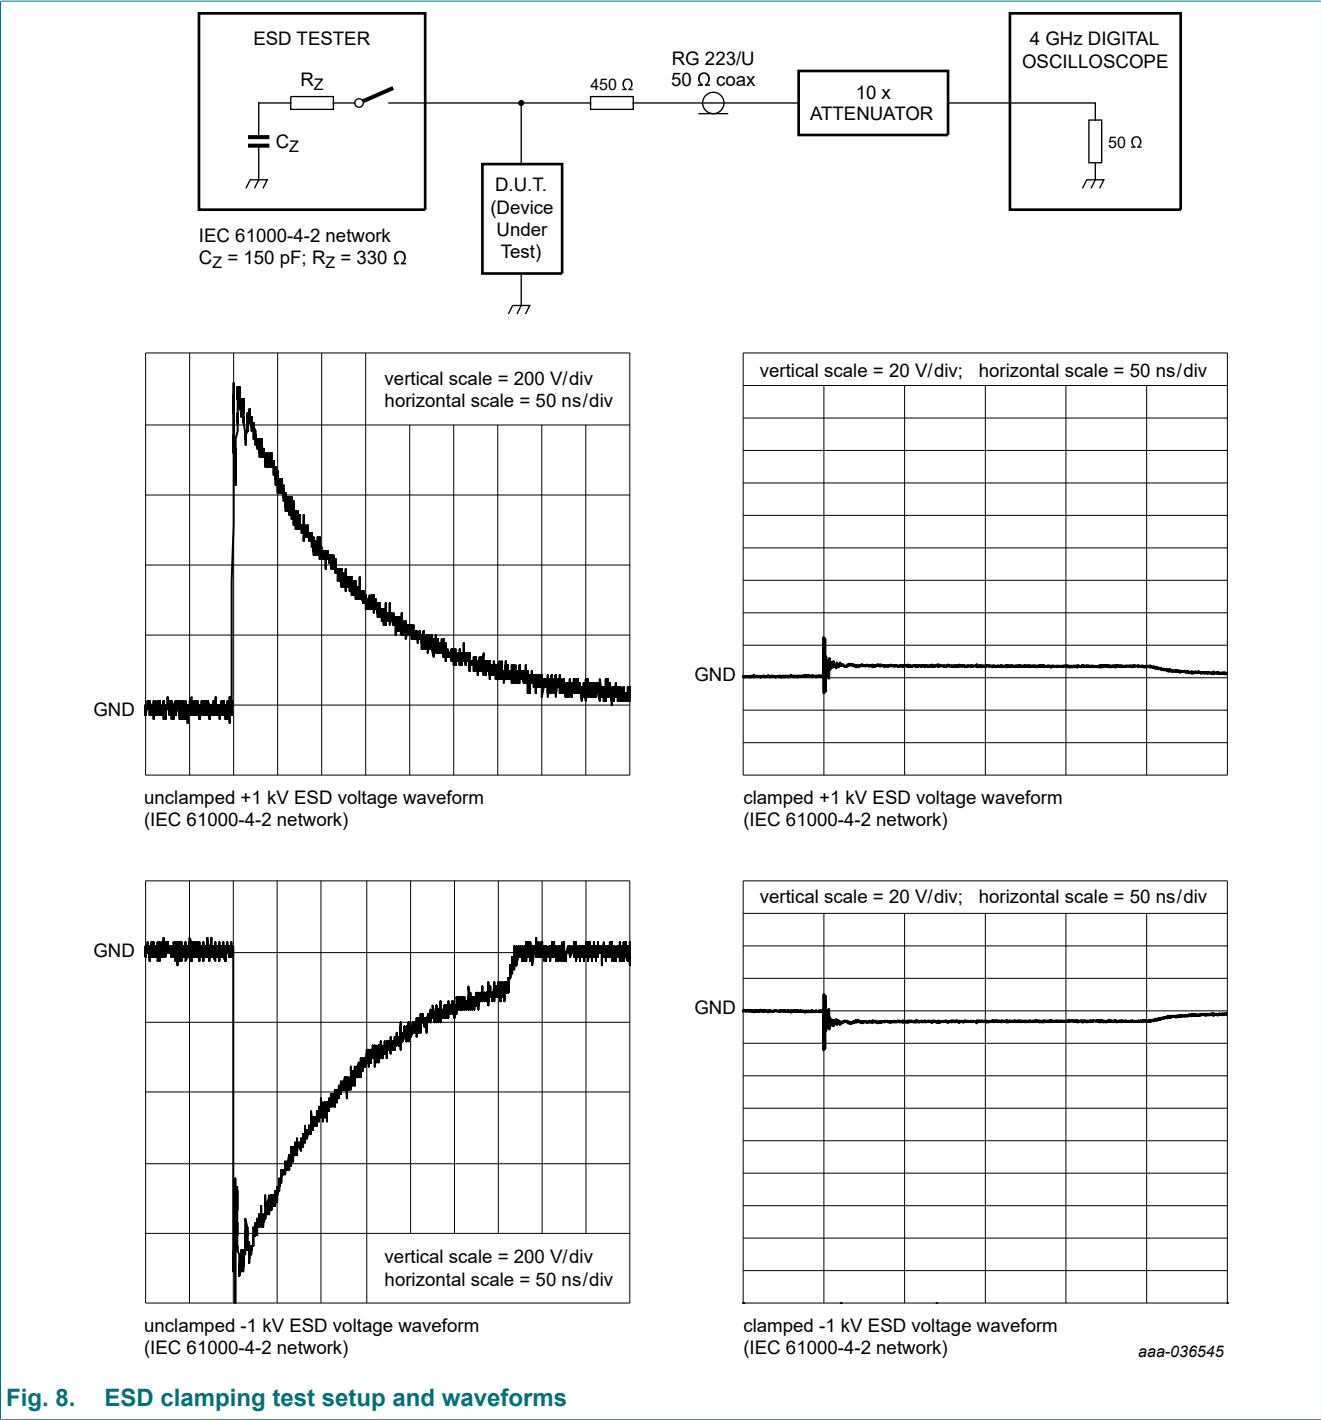 ESD TESTER
RZ
CZ
IEC 61000-4-2 network
CZ = 150 pF; RZ = 330 Ω
D.U.T.
(Device
Under
Test)
450 Ω
RG 223/U
50 Ω coax
10 x
ATTENUATOR
4 GHz DIGITAL
OSCILLOSCOPE
50 Ω
vertical scale = 200 V/div
horizontal scale = 50 ns/div
GND
unclamped +1 kV ESD voltage waveform
(IEC 61000-4-2 network)
vertical scale = 20 V/div; horizontal scale = 50 ns/div
GND
clamped +1 kV ESD voltage waveform
(IEC 61000-4-2 network)
GND
vertical scale = 200 V/div
horizontal scale = 50 ns/div
unclamped -1 kV ESD voltage waveform
(IEC 61000-4-2 network)
vertical scale = 20 V/div; horizontal scale = 50 ns/div
GND
clamped -1 kV ESD voltage waveform
(IEC 61000-4-2 network)
aaa-036545
Fig. 8. ESD clamping test setup and waveforms